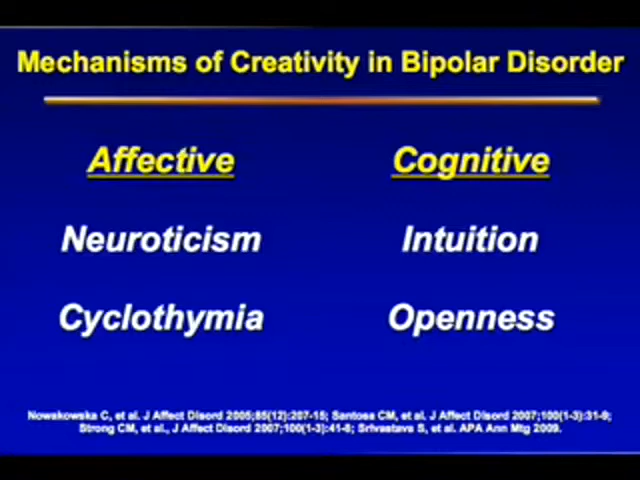 Mechanisms of Creativity in Bipolar Disorder
Affective
Cognitive
Neuroticism
Intuition
Cyclothymia
Openness
Nowakowska C, et al. J Affect Disord 2005;85(12):207-15; Santosa CM, et al. J Affect Disord 2007;100(1-3):31-9;
Strong CM, et al., J Affect Disord 2007;100(1-3):41-8; Srivastava S, et al. APA Ann Mtg 2009.